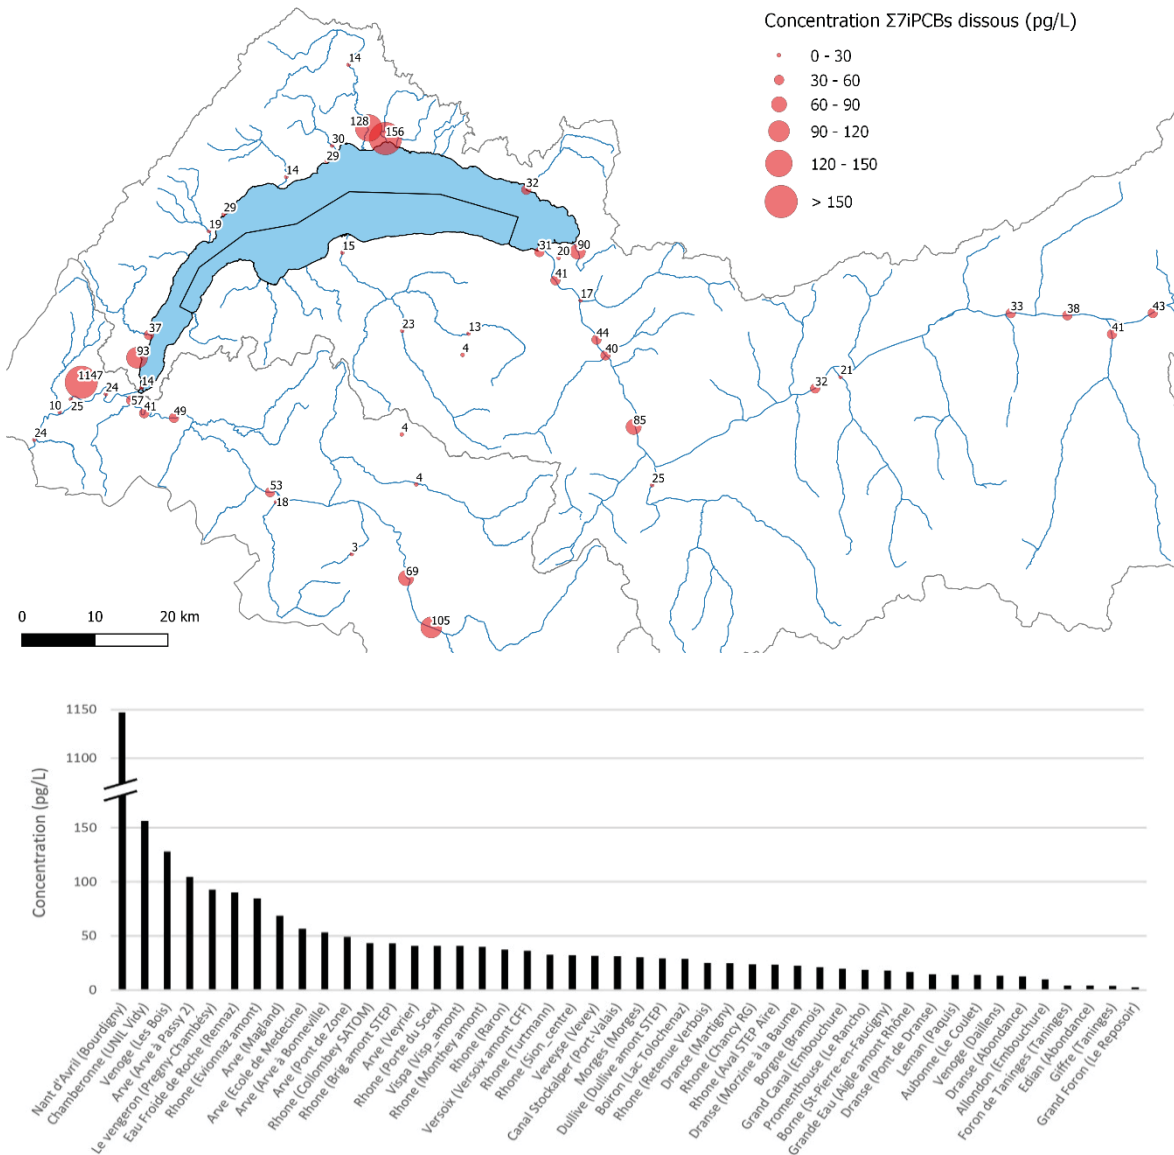 Concentration Σ7iPCBs dissous (pg/L)
0 - 30
30 - 60
60 - 90
90 - 120
120 - 150
> 150
14
128
156
30
29
14
32
29
19
15
31
20
90
41
17
33
38
43
41
37
23
13
44
4
40
93
21
1147
14
24
32
57
10
25
41
49
85
24
4
4
25
53
18
3
69
105
0 10 20 km
1150
1100
150
100
50
0
Concentration (pg/L)
Nant d'Avril (Bourdigny)
Chamberonne (UNIL Vidy)
Venoge (Les Bois)
Arve (Arve à Passy 2)
Le vengeron (Pregny-Chambésy)
Eau Froide de Roche (Rennaz)
Rhone (Evionnaz amont)
Arve (Magland)
Arve (Ecole de Medecine)
Arve (Arve à Bonneville)
Arve (Pont de Zone)
Rhone (Collombey SATOM)
Rhone (Brig amont STEP)
Arve (Veyrier)
Rhone (Porte du Scex)
Vispa (Visp_amont)
Rhone (Monthey amont)
Rhone (Raron)
Versoix (Versoix amont CFF)
Rhone (Turtmann)
Rhone (Sion_centre)
Veveyse (Vevey)
Canal Stockalper (Port-Valais)
Morges (Morges)
Dullive (Dullive amont STEP)
Boiron (Lac Tolochenaz)
Rhone (Retenue Verbois)
Drance (Martigny)
Rhone (Chancy RG)
Rhone (Aval STEP Aïre)
Danse (Morzine à la Baume)
Borgne (Bramois)
Grand Canal (Embouchure)
Promenthouse (Le Rancho)
Borne (St-Pierre-en-Faucigny)
Grande Eau (Aigle amont Rhône)
Dranse (Pont de Dranse)
Leman (Paquis)
Aubonne (Le Coulet)
Venoge (Daillens)
Dranse (Abondance)
Allondon (Embouchure)
Foron de Taninges (Taninges)
Edian (Abondance)
Giffre (Taninges)
Grand Foron (Le Reposoir)